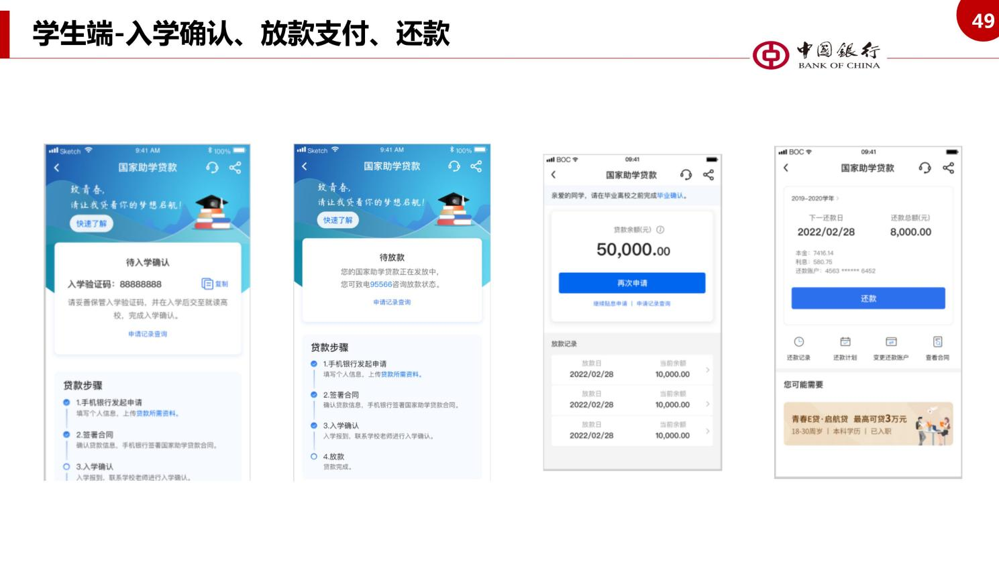 学生端-入学确认、放款支付、还款
49
中國銀行
BANK OF CHINA
Sketch
9:41 AM
100%
国家助学贷款
致青春,
请让我贷着你的梦想启航!
快速了解
待入学确认
入学验证码：88888888
复制
请妥善保管入学验证码，并在入学后交至就读高
校，完成入学确认。
申请记录查询
贷款步骤
1.手机银行发起申请
填写个人信息，上传贷款所需资料。
2.签署合同
确认贷款信息，手机银行签署国家助学贷款合同。
3.入学确认
入学报到，联系学校老师进行入学确认。
Sketch
9:41 AM
100%
国家助学贷款
致青春,
请让我贷着你的梦想启航!
快速了解
待放款
您的国家助学贷款正在发放中，
您可致电95566咨询放款状态。
申请记录查询
贷款步骤
1.手机银行发起申请
填写个人信息，上传贷款所需资料。
2.签署合同
确认贷款信息，手机银行签署国家助学贷款合同。
3.入学确认
入学报到，联系学校老师进行入学确认。
4.放款
贷款完成。
BOC
09:41
国家助学贷款
亲爱的同学，请在毕业离校之前完成毕业确认。
贷款余额(元)
50,000.00
再次申请
继续贴息申请 | 申请记录查询
放款记录
放款日 当前余额
2022/02/28 10,000.00
放款日 当前余额
2022/02/28 10,000.00
放款日 当前余额
2022/02/28 10,000.00
BOC
09:41
国家助学贷款
2019-2020学年
下一还款日 还款总额(元)
2022/02/28 8,000.00
本金：7416.14
利息：580.75
还款账户：4563 ****** 6452
还款
还款记录 还款计划 变更还款账户 查看合同
您可能需要
青春E贷·启航贷 最高可贷3万元
18-30周岁 | 本科学历 | 已入职